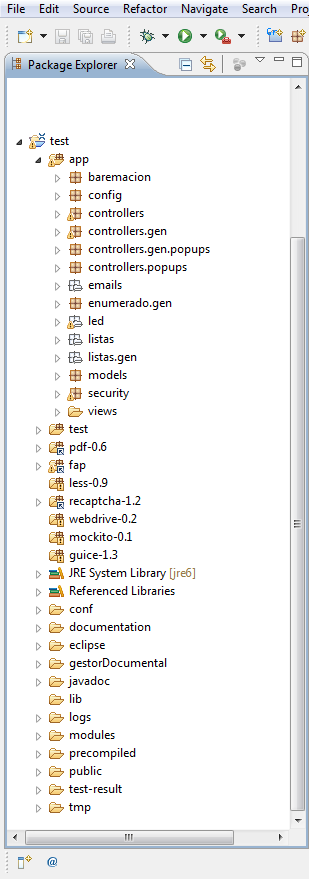 File Edit Source Refactor Navigate Search Proj
Package Explorer
test
app
baremacion
config
controllers
controllers.gen
controllers.gen.popups
controllers.popups
emails
enumerado.gen
led
listas
listas.gen
models
security
views
test
pdf-0.6
fap
less-0.9
recaptcha-1.2
webdrive-0.2
mockito-0.1
guice-1.3
JRE System Library [jre6]
Referenced Libraries
conf
documentation
eclipse
gestorDocumental
javadoc
lib
logs
modules
precompiled
public
test-result
tmp
@